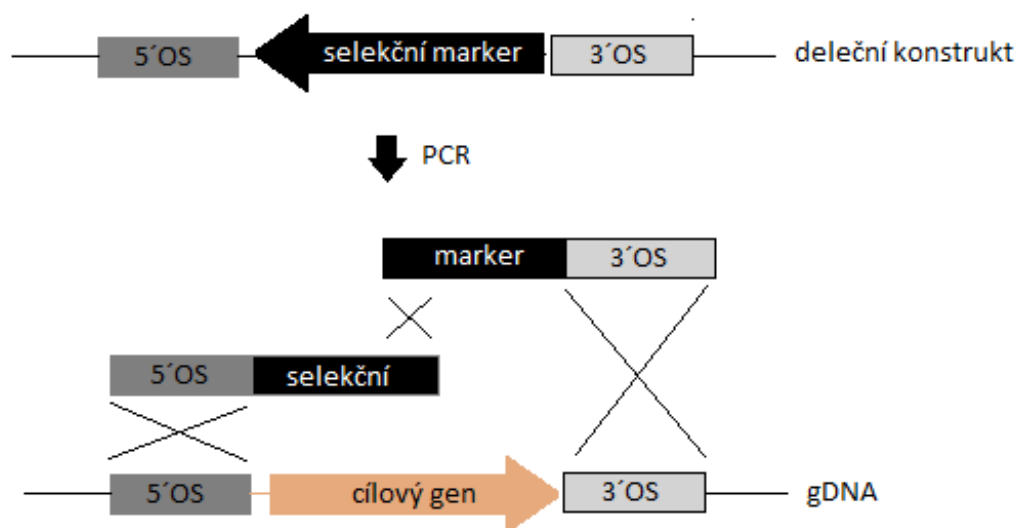 5´OS selekční marker 3´OS deleční konstrukt
PCR
marker 3´OS
5´OS selekční
5´OS cílový gen 3´OS gDNA